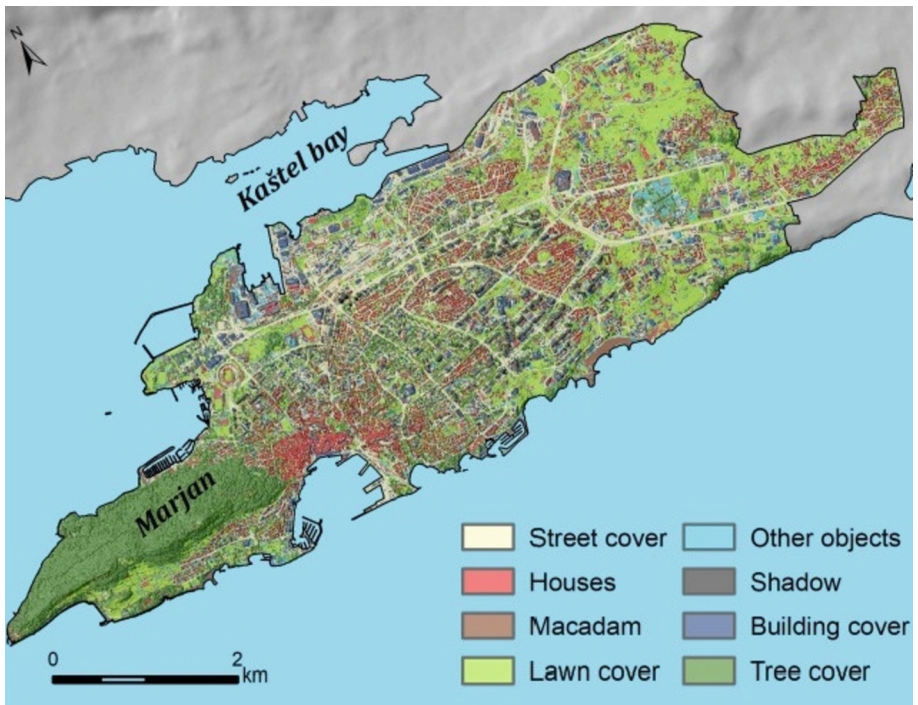 N
Kaštel bay
Marjan
Street cover
Other objects
Houses
Shadow
Macadam
Building cover
Lawn cover
Tree cover
0
2
km